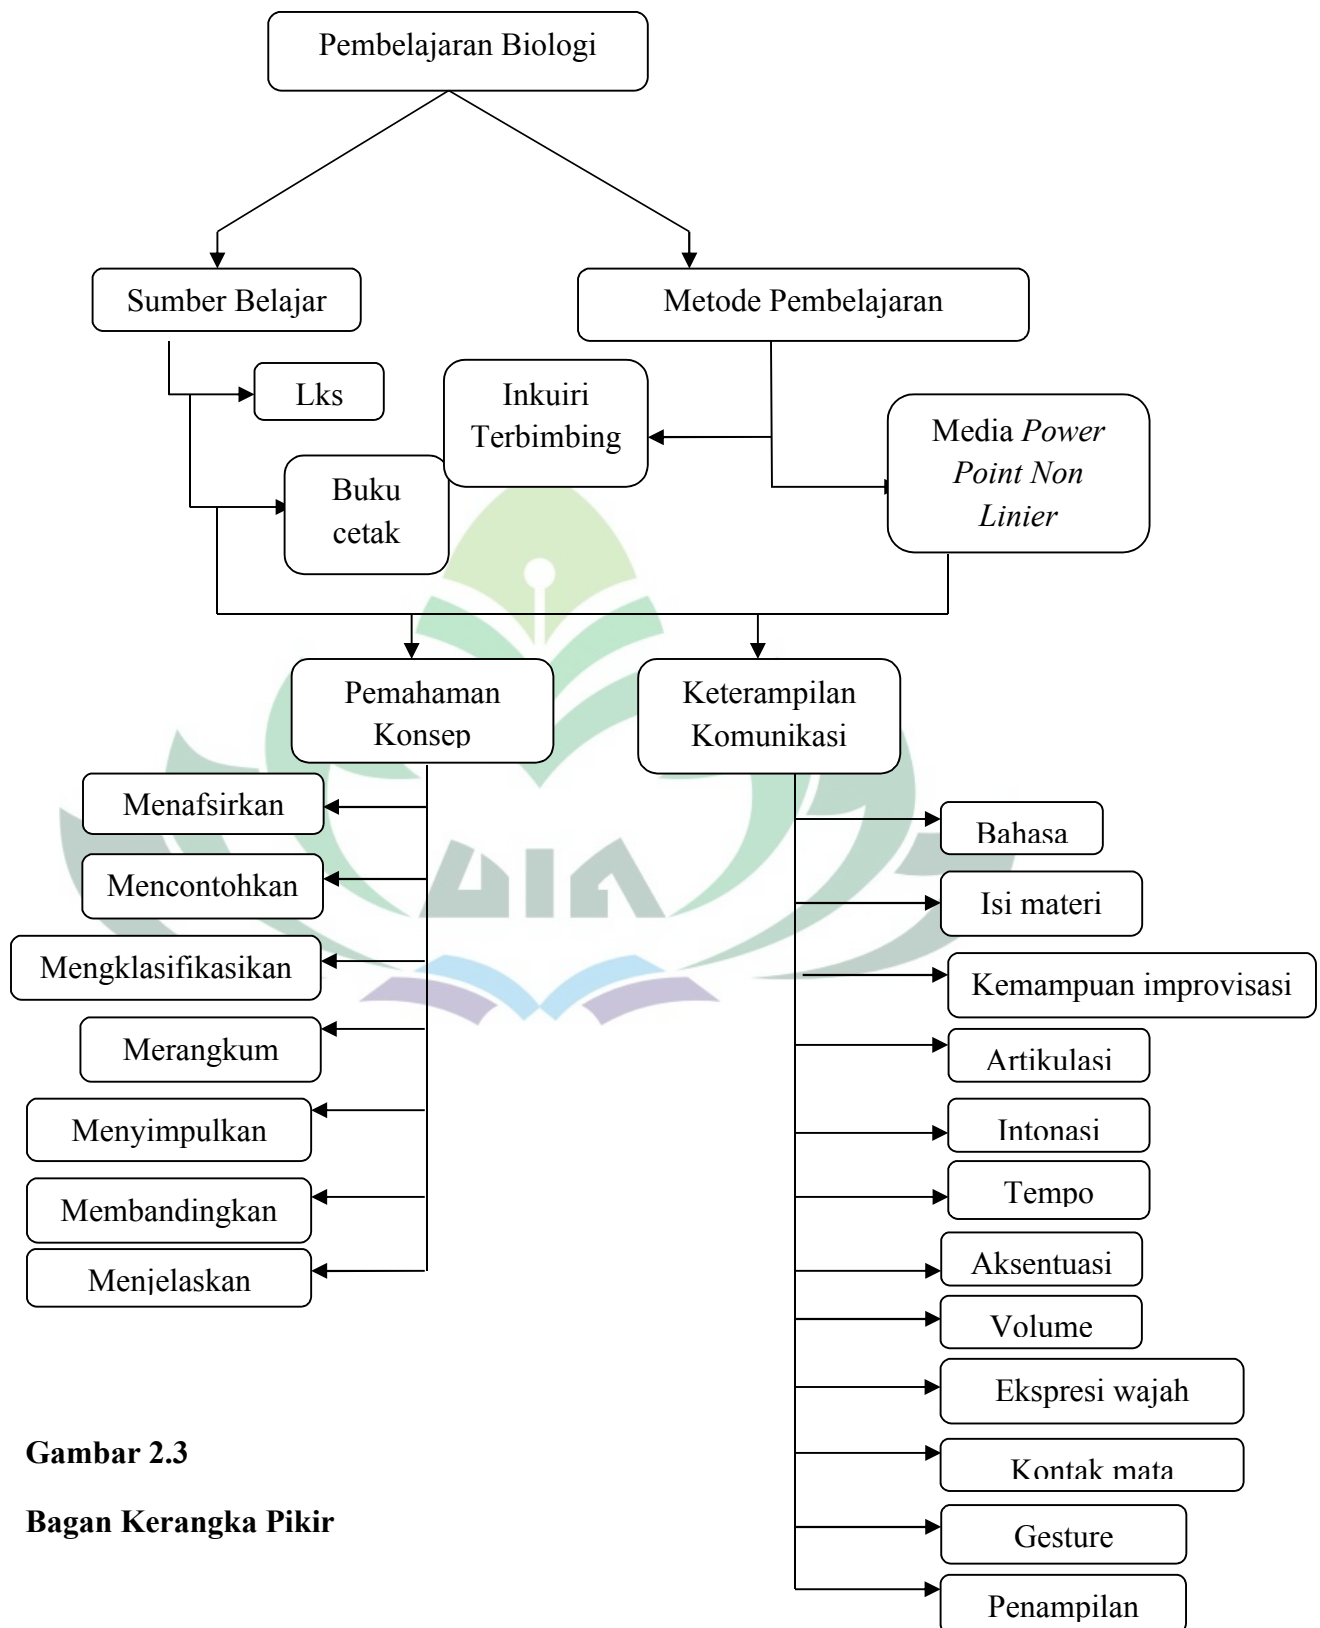 Pembelajaran Biologi
Sumber Belajar
Metode Pembelajaran
Lks
Inkuiri
Terbimbing
Media Power
Point Non
Linier
Buku
cetak
Pemahaman
Konsep
Keterampilan
Komunikasi
Menafsirkan
Mencontohkan
Mengklasifikasikan
Merangkum
Menyimpulkan
Membandingkan
Menjelaskan
Bahasa
Isi materi
Kemampuan improvisasi
Artikulasi
Intonasi
Tempo
Aksentuasi
Volume
Ekspresi wajah
Kontak mata
Gesture
Penampilan
UIN
Gambar 2.3
Bagan Kerangka Pikir